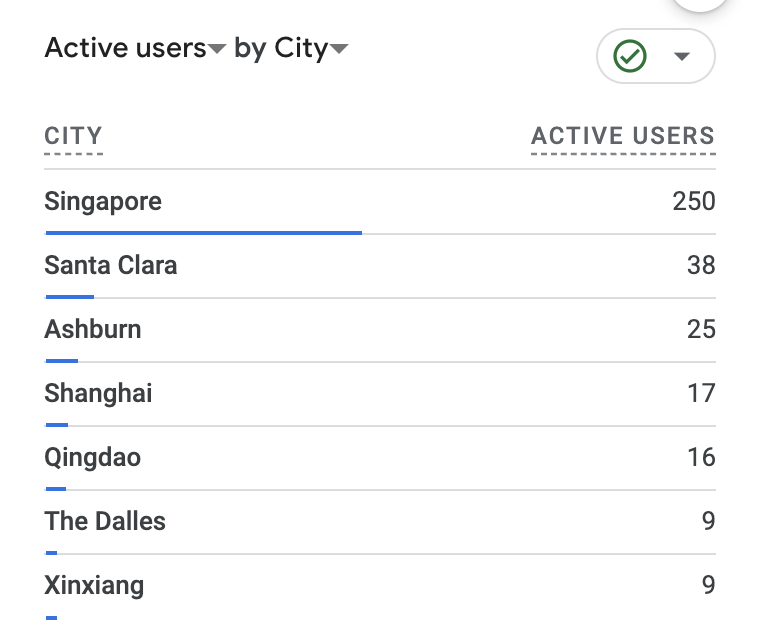 Active users by City
CITY ACTIVE USERS
Singapore 250
Santa Clara 38
Ashburn 25
Shanghai 17
Qingdao 16
The Dalles 9
Xinxiang 9